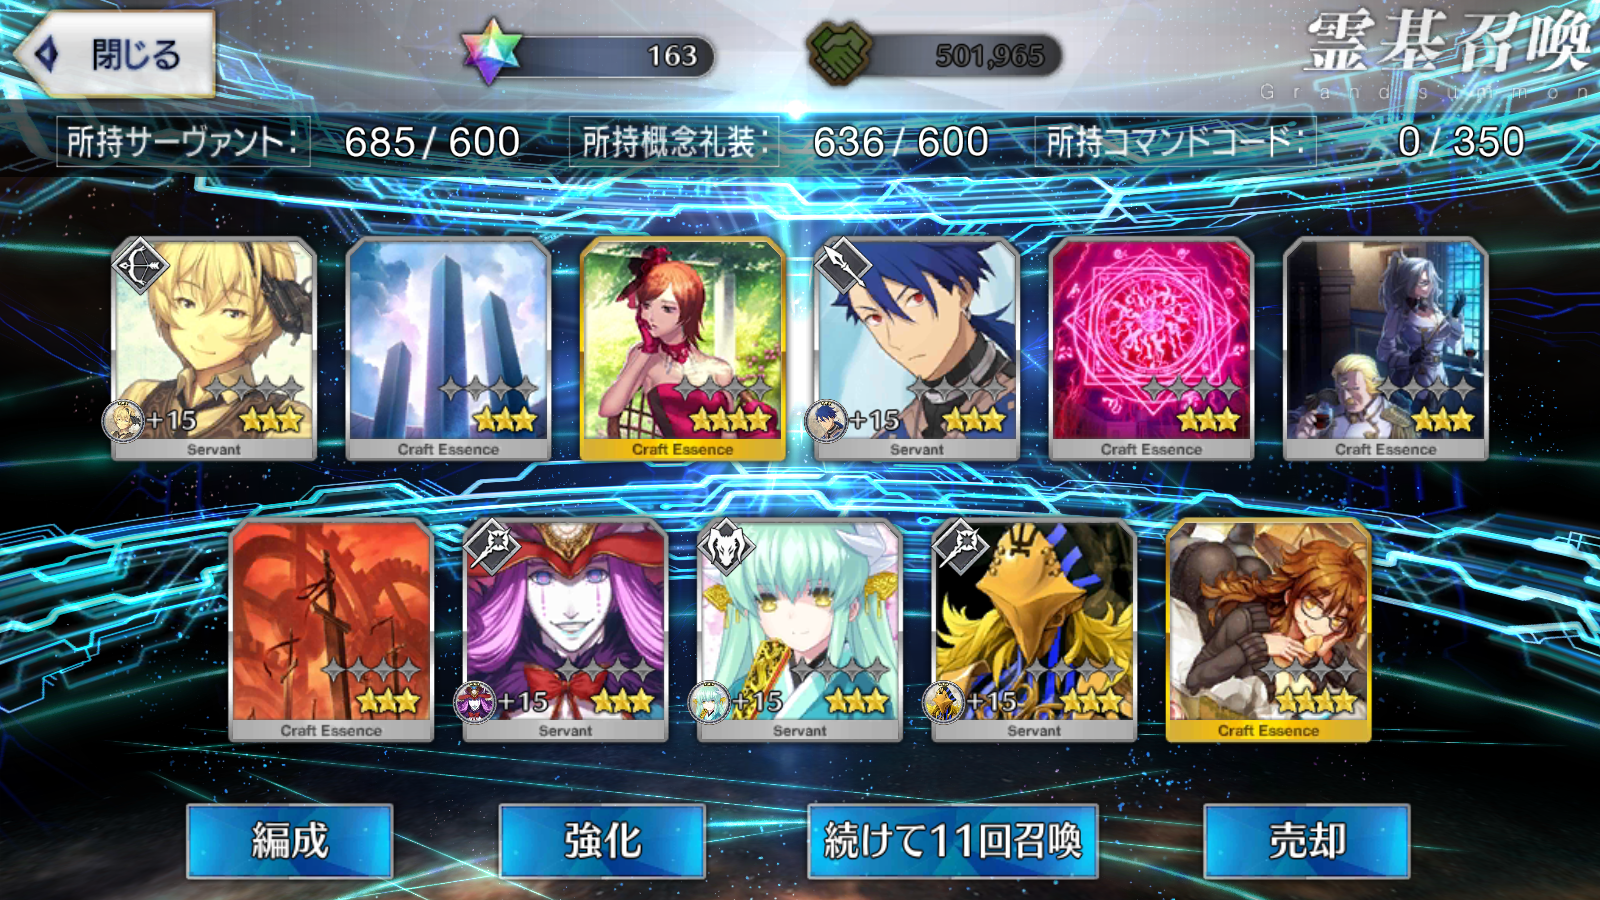 閉じる
163
501,965
霊基召喚
Grand summon
所持サーヴァント: 685 / 600
所持概念礼装: 636 / 600
所持コマンドコード: 0 / 350
+15
Servant
Craft Essence
Craft Essence
+15
Servant
Craft Essence
Craft Essence
Craft Essence
+15
Servant
+15
Servant
+15
Servant
Craft Essence
編成
強化
続けて11回召喚
売却